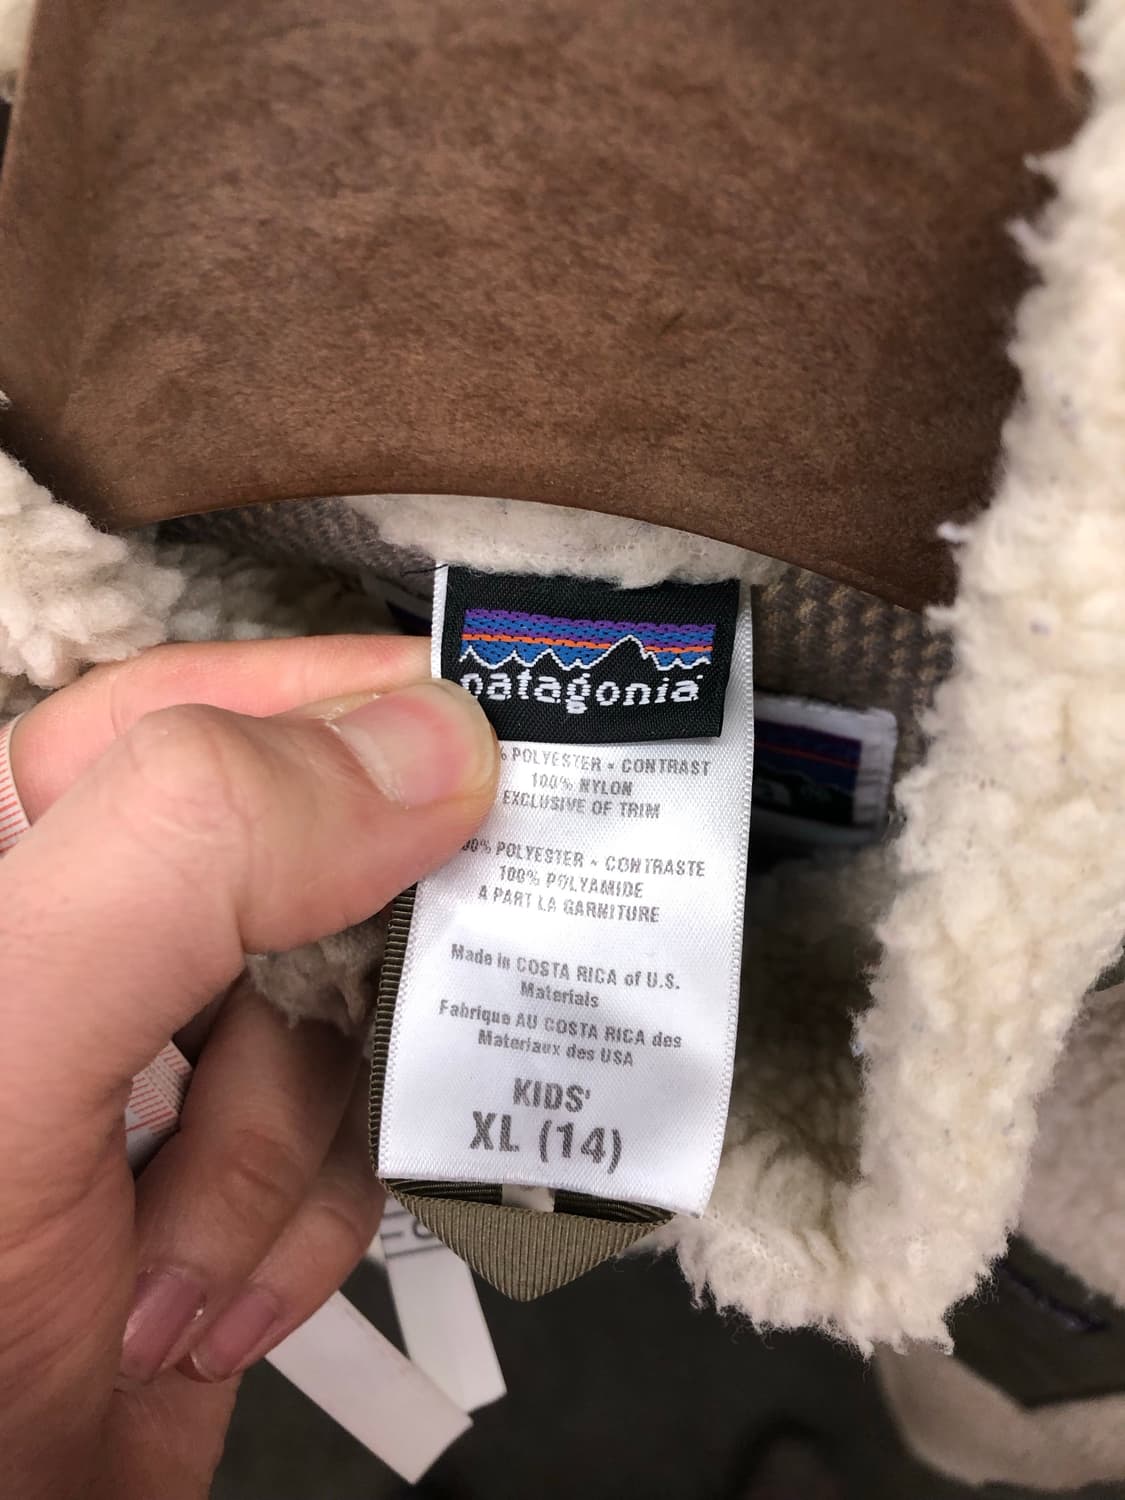 patagonia
% POLYESTER - CONTRAST
100% NYLON
EXCLUSIVE OF TRIM
00% POLYESTER - CONTRASTE
100% POLYAMIDE
A PART LA GARNITURE
Made in COSTA RICA of U.S.
Materials
Fabrique AU COSTA RICA des
Materiaux des USA
KIDS'
XL (14)